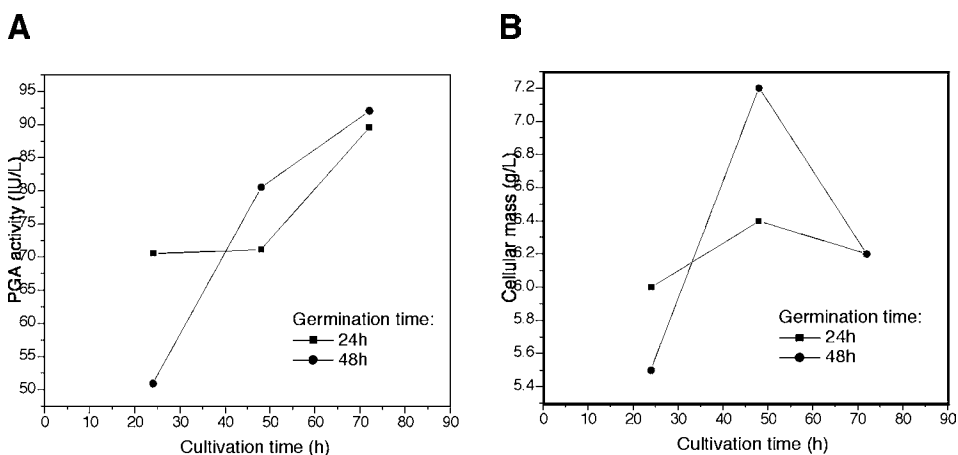 A
B
PGA activity (IU/L)
95
90
85
80
75
70
65
60
55
50
0 10 20 30 40 50 60 70 80 90
Cultivation time (h)
Germination time:
24h
48h
Cellular mass (g/L)
7.2
7.0
6.8
6.6
6.4
6.2
6.0
5.8
5.6
5.4
0 10 20 30 40 50 60 70 80 90
Cultivation time (h)
Germination time:
24h
48h